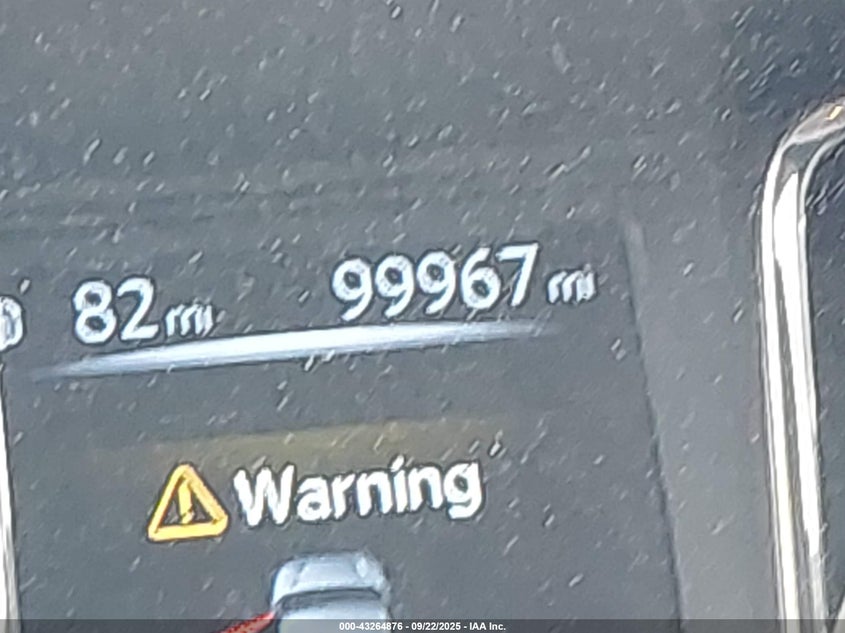 82 mi 99967 mi
Warning
000-43264876 - 09/22/2025 - IAA Inc.